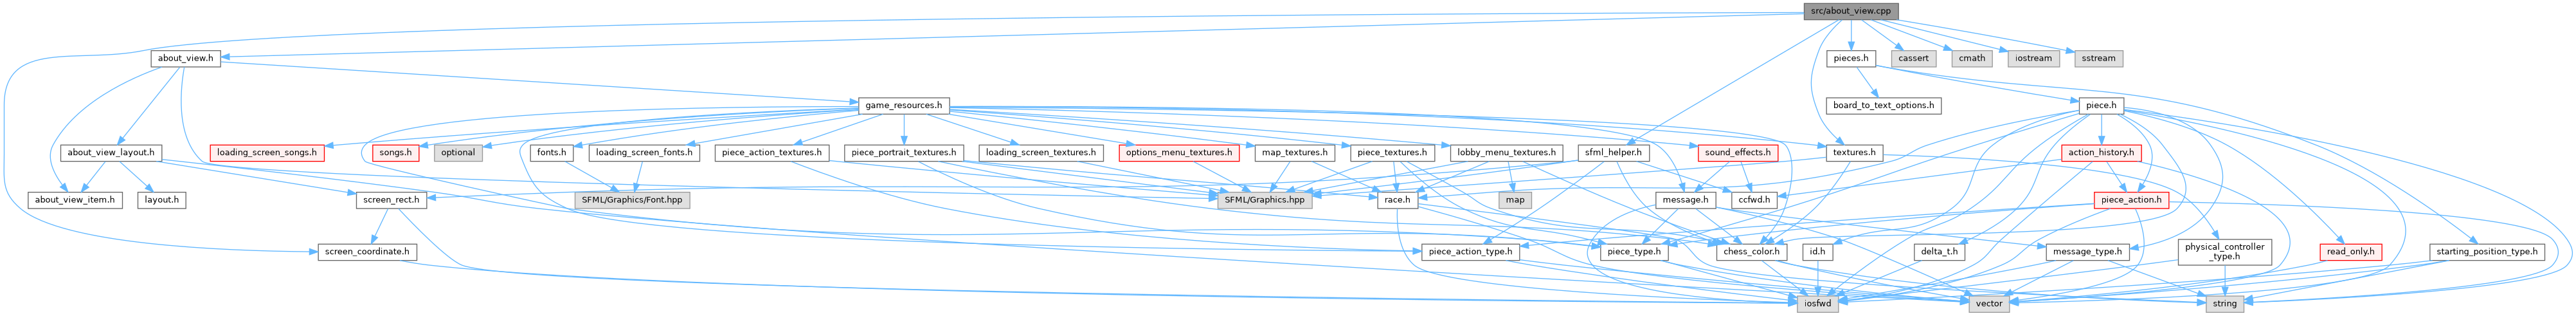 src/about_view.cpp
about_view.h
pieces.h
cassert
cmath
iostream
sstream
game_resources.h
board_to_text_options.h
piece.h
about_view_layout.h
loading_screen_songs.h
songs.h
optional
fonts.h
loading_screen_fonts.h
piece_action_textures.h
piece_portrait_textures.h
loading_screen_textures.h
options_menu_textures.h
map_textures.h
piece_textures.h
lobby_menu_textures.h
sfml_helper.h
sound_effects.h
textures.h
action_history.h
about_view_item.h
layout.h
screen_rect.h
SFML/Graphics/Font.hpp
SFML/Graphics.hpp
race.h
map
message.h
ccfwd.h
piece_action.h
screen_coordinate.h
piece_action_type.h
piece_type.h
chess_color.h
id.h
delta_t.h
message_type.h
physical_controller
_type.h
read_only.h
starting_position_type.h
iosfwd
vector
string